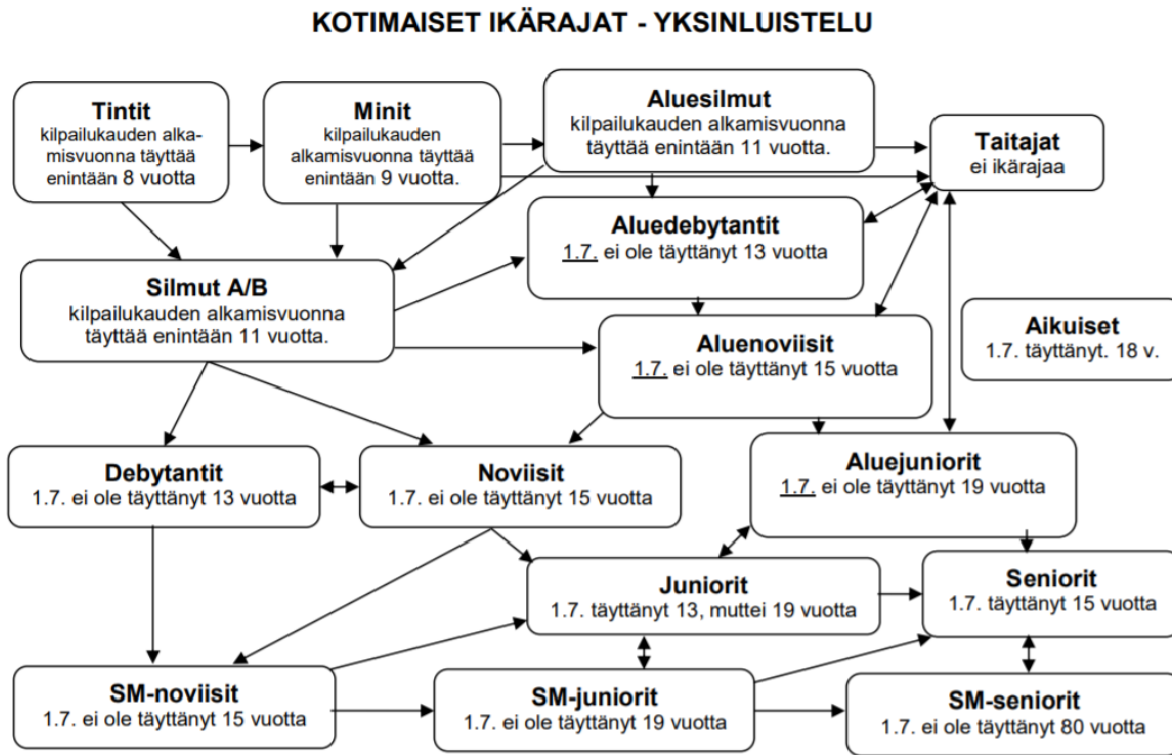 KOTIMAISET IKÄRAJAT - YKSINLUISTELU
Tintit
kilpailukauden alka-
misvuonna täyttää
enintään 8 vuotta
Minit
kilpailukauden
alkamisvuonna täyttää
enintään 9 vuotta.
Aluesilmut
kilpailukauden alkamisvuonna
täyttää enintään 11 vuotta.
Taitajat
ei ikärajaa
Aluedebytantit
1.7. ei ole täyttänyt 13 vuotta
Silmut A/B
kilpailukauden alkamisvuonna
täyttää enintään 11 vuotta.
Aluenoviisit
1.7. ei ole täyttänyt 15 vuotta
Aikuiset
1.7. täyttänyt. 18 v.
Debytantit
1.7. ei ole täyttänyt 13 vuotta
Noviisit
1.7. ei ole täyttänyt 15 vuotta
Aluejuniorit
1.7. ei ole täyttänyt 19 vuotta
Juniorit
1.7. täyttänyt 13, muttei 19 vuotta
Seniorit
1.7. täyttänyt 15 vuotta
SM-noviisit
1.7. ei ole täyttänyt 15 vuotta
SM-juniorit
1.7. ei ole täyttänyt 19 vuotta
SM-seniorit
1.7. ei ole täyttänyt 80 vuotta